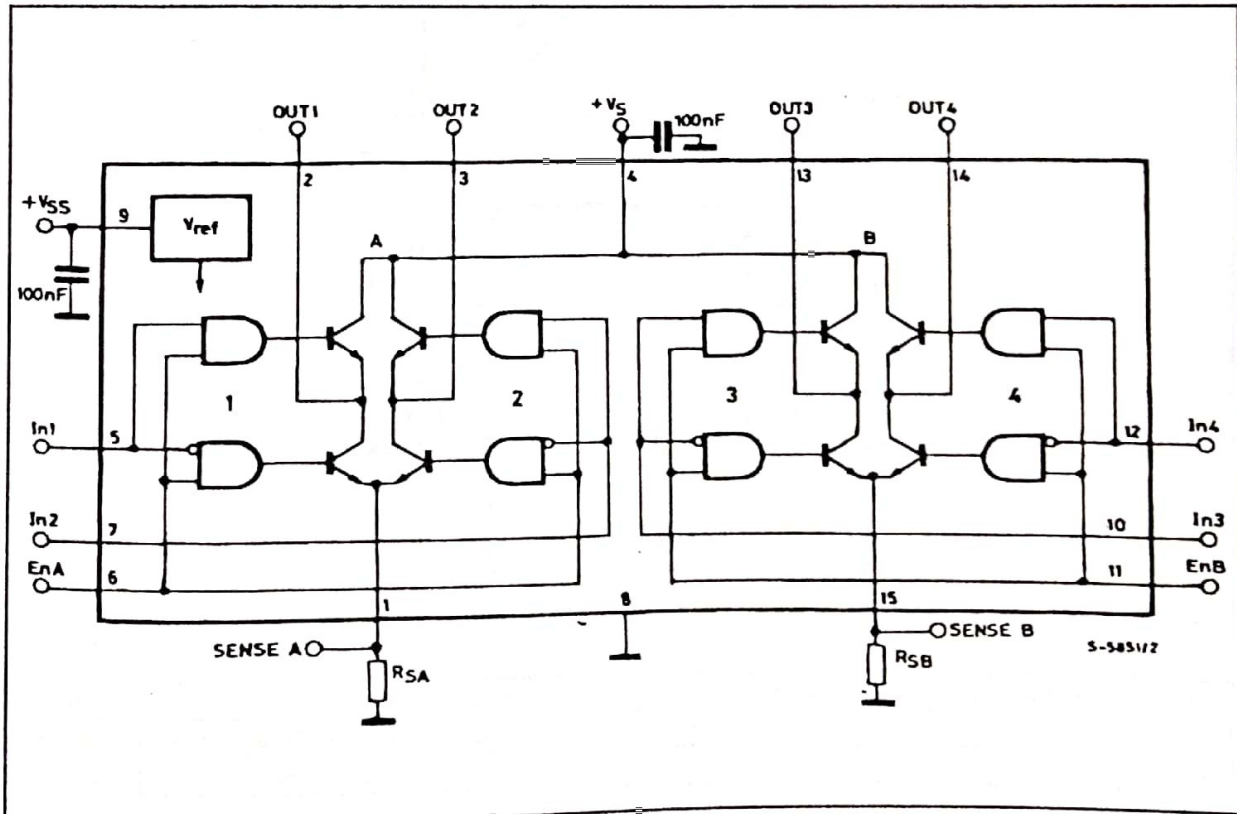 OUT1
OUT2
+VS
100nF
OUT3
OUT4
2
3
4
13
14
+VSS
9
Vref
100nF
A
B
1
2
3
4
In1
5
12
In4
In2
7
10
In3
EnA
6
11
EnB
1
8
15
SENSE A
RSA
SENSE B
RSB
S-5851/2